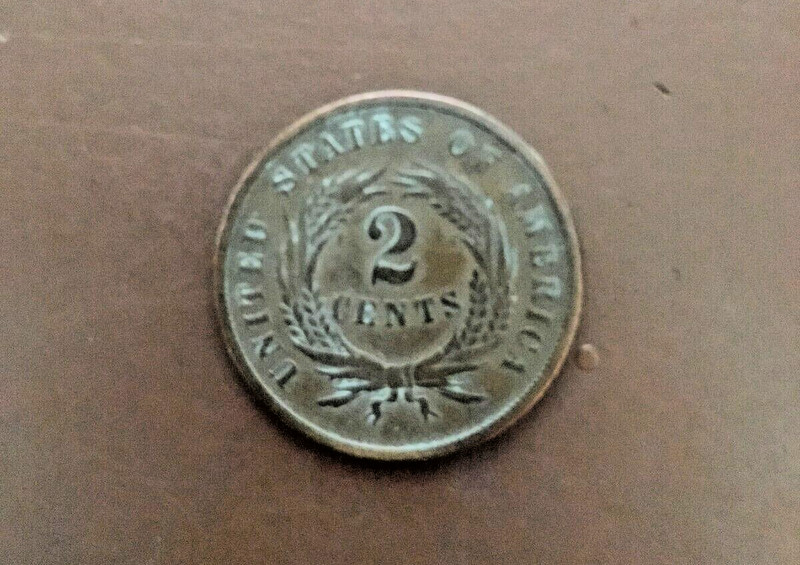 UNITED STATES OF AMERICA
2
CENTS